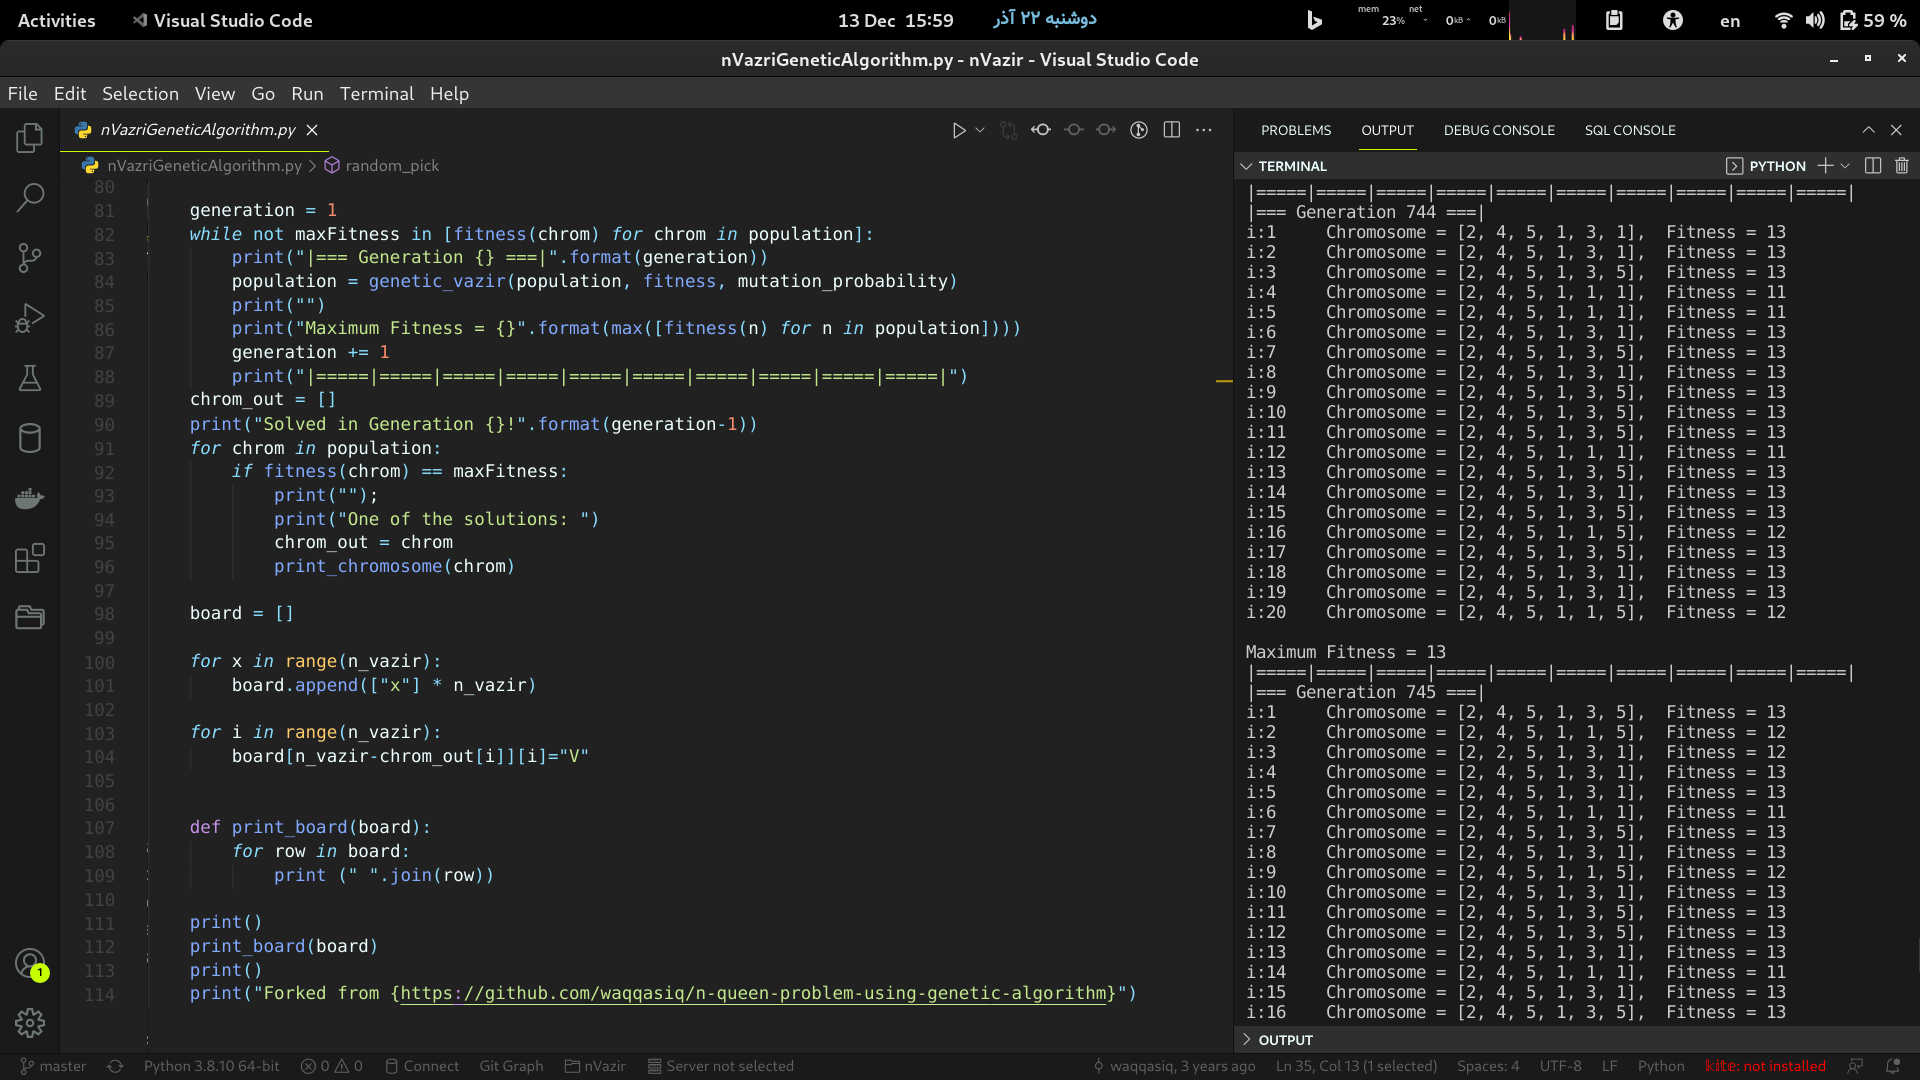 Activities
Visual Studio Code
13 Dec 15:59
دوشنبه ۲۲ آذر
mem 23%
net 0kB 0kB
en
59 %
nVazriGeneticAlgorithm.py - nVazir - Visual Studio Code
File Edit Selection View Go Run Terminal Help
nVazriGeneticAlgorithm.py
nVazriGeneticAlgorithm.py > random_pick
80
81 generation = 1
82 while not maxFitness in [fitness(chrom) for chrom in population]:
83 print("|=== Generation {} ===|".format(generation))
84 population = genetic_vazir(population, fitness, mutation_probability)
85 print("")
86 print("Maximum Fitness = {}".format(max([fitness(n) for n in population])))
87 generation += 1
88 print("|=====|=====|=====|=====|=====|=====|=====|=====|=====|=====|")
89 chrom_out = []
90 print("Solved in Generation {}!".format(generation-1))
91 for chrom in population:
92 if fitness(chrom) == maxFitness:
93 print("");
94 print("One of the solutions: ")
95 chrom_out = chrom
96 print_chromosome(chrom)
97
98 board = []
99
100 for x in range(n_vazir):
101 board.append(["x"] * n_vazir)
102
103 for i in range(n_vazir):
104 board[n_vazir-chrom_out[i]][i]="V"
105
106
107 def print_board(board):
108 for row in board:
109 print (" ".join(row))
110
111 print()
112 print_board(board)
113 print()
114 print("Forked from {https://github.com/waqqasiq/n-queen-problem-using-genetic-algorithm}")
PROBLEMS OUTPUT DEBUG CONSOLE SQL CONSOLE
TERMINAL PYTHON
|=====|=====|=====|=====|=====|=====|=====|=====|=====|=====|
|=== Generation 744 ===|
i:1 Chromosome = [2, 4, 5, 1, 3, 1], Fitness = 13
i:2 Chromosome = [2, 4, 5, 1, 3, 1], Fitness = 13
i:3 Chromosome = [2, 4, 5, 1, 3, 5], Fitness = 13
i:4 Chromosome = [2, 4, 5, 1, 1, 1], Fitness = 11
i:5 Chromosome = [2, 4, 5, 1, 1, 1], Fitness = 11
i:6 Chromosome = [2, 4, 5, 1, 3, 1], Fitness = 13
i:7 Chromosome = [2, 4, 5, 1, 3, 5], Fitness = 13
i:8 Chromosome = [2, 4, 5, 1, 3, 1], Fitness = 13
i:9 Chromosome = [2, 4, 5, 1, 3, 5], Fitness = 13
i:10 Chromosome = [2, 4, 5, 1, 3, 5], Fitness = 13
i:11 Chromosome = [2, 4, 5, 1, 3, 5], Fitness = 13
i:12 Chromosome = [2, 4, 5, 1, 1, 1], Fitness = 11
i:13 Chromosome = [2, 4, 5, 1, 3, 5], Fitness = 13
i:14 Chromosome = [2, 4, 5, 1, 3, 1], Fitness = 13
i:15 Chromosome = [2, 4, 5, 1, 3, 5], Fitness = 13
i:16 Chromosome = [2, 4, 5, 1, 1, 5], Fitness = 12
i:17 Chromosome = [2, 4, 5, 1, 3, 5], Fitness = 13
i:18 Chromosome = [2, 4, 5, 1, 3, 1], Fitness = 13
i:19 Chromosome = [2, 4, 5, 1, 3, 1], Fitness = 13
i:20 Chromosome = [2, 4, 5, 1, 1, 5], Fitness = 12
Maximum Fitness = 13
|=====|=====|=====|=====|=====|=====|=====|=====|=====|=====|
|=== Generation 745 ===|
i:1 Chromosome = [2, 4, 5, 1, 3, 5], Fitness = 13
i:2 Chromosome = [2, 4, 5, 1, 1, 5], Fitness = 12
i:3 Chromosome = [2, 2, 5, 1, 3, 1], Fitness = 12
i:4 Chromosome = [2, 4, 5, 1, 3, 1], Fitness = 13
i:5 Chromosome = [2, 4, 5, 1, 3, 1], Fitness = 13
i:6 Chromosome = [2, 4, 5, 1, 1, 1], Fitness = 11
i:7 Chromosome = [2, 4, 5, 1, 3, 5], Fitness = 13
i:8 Chromosome = [2, 4, 5, 1, 3, 1], Fitness = 13
i:9 Chromosome = [2, 4, 5, 1, 1, 5], Fitness = 12
i:10 Chromosome = [2, 4, 5, 1, 3, 1], Fitness = 13
i:11 Chromosome = [2, 4, 5, 1, 3, 5], Fitness = 13
i:12 Chromosome = [2, 4, 5, 1, 3, 5], Fitness = 13
i:13 Chromosome = [2, 4, 5, 1, 3, 1], Fitness = 13
i:14 Chromosome = [2, 4, 5, 1, 1, 1], Fitness = 11
i:15 Chromosome = [2, 4, 5, 1, 3, 1], Fitness = 13
i:16 Chromosome = [2, 4, 5, 1, 3, 5], Fitness = 13
OUTPUT
1
master Python 3.8.10 64-bit 0 0 Connect Git Graph nVazir Server not selected waqqasiq, 3 years ago Ln 35, Col 13 (1 selected) Spaces: 4 UTF-8 LF Python kite: not installed